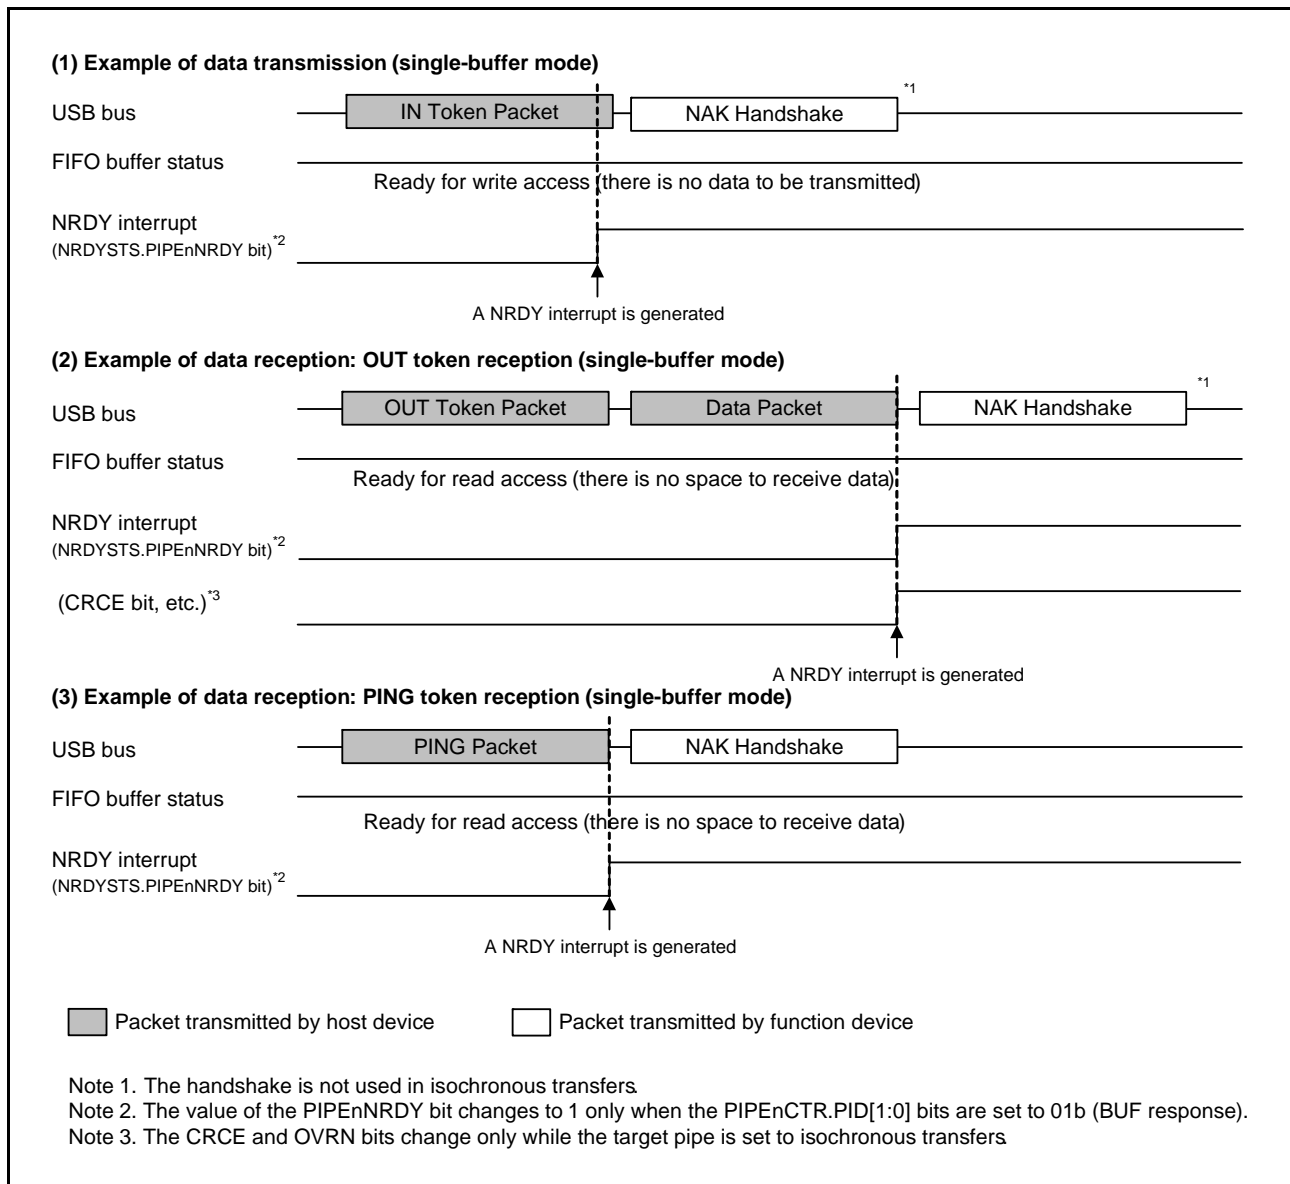 (1) Example of data transmission (single-buffer mode)
USB bus
IN Token Packet
NAK Handshake
*1
FIFO buffer status
Ready for write access (there is no data to be transmitted)
NRDY interrupt
(NRDYSTS.PIPEnNRDY bit)*2
A NRDY interrupt is generated
(2) Example of data reception: OUT token reception (single-buffer mode)
USB bus
OUT Token Packet
Data Packet
NAK Handshake
*1
FIFO buffer status
Ready for read access (there is no space to receive data)
NRDY interrupt
(NRDYSTS.PIPEnNRDY bit)*2
(CRCE bit, etc.)*3
A NRDY interrupt is generated
(3) Example of data reception: PING token reception (single-buffer mode)
USB bus
PING Packet
NAK Handshake
FIFO buffer status
Ready for read access (there is no space to receive data)
NRDY interrupt
(NRDYSTS.PIPEnNRDY bit)*2
A NRDY interrupt is generated
Packet transmitted by host device
Packet transmitted by function device
Note 1. The handshake is not used in isochronous transfers.
Note 2. The value of the PIPEnNRDY bit changes to 1 only when the PIPEnCTR.PID[1:0] bits are set to 01b (BUF response).
Note 3. The CRCE and OVRN bits change only while the target pipe is set to isochronous transfers.